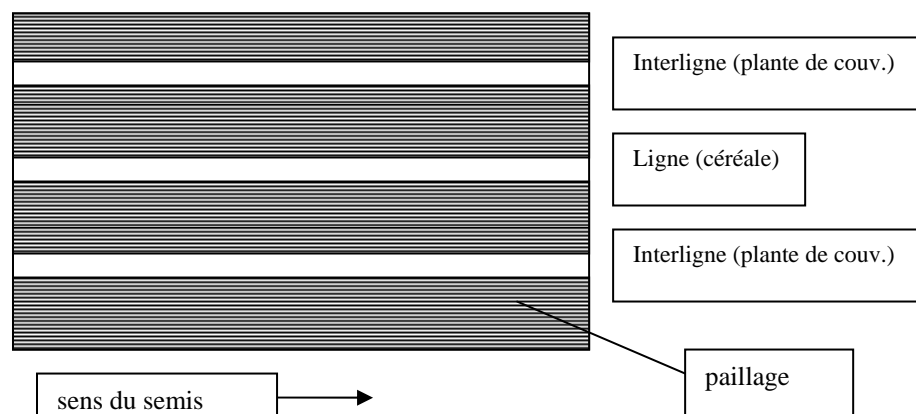 Interligne (plante de couv.)
Ligne (céréale)
Interligne (plante de couv.)
paillage
sens du semis